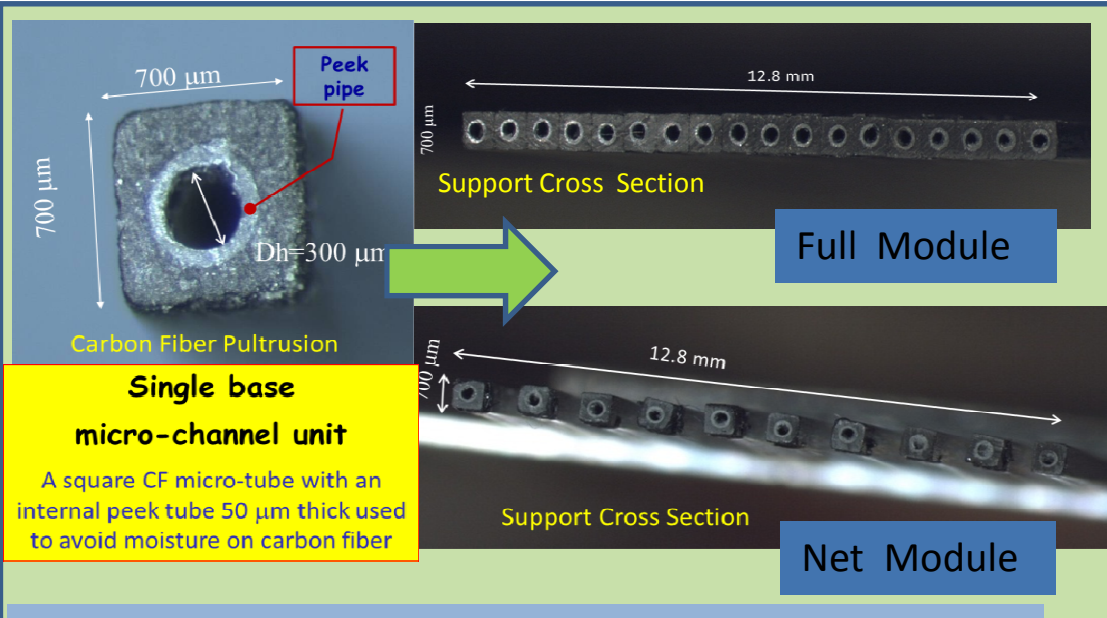 700 µm
Peek
pipe
700 µm
Dh=300 µm
Carbon Fiber Pultrusion
Single base
micro-channel unit
A square CF micro-tube with an
internal peek tube 50 µm thick used
to avoid moisture on carbon fiber
12.8 mm
700 µm
Support Cross Section
Full Module
12.8 mm
700 µm
Support Cross Section
Net Module